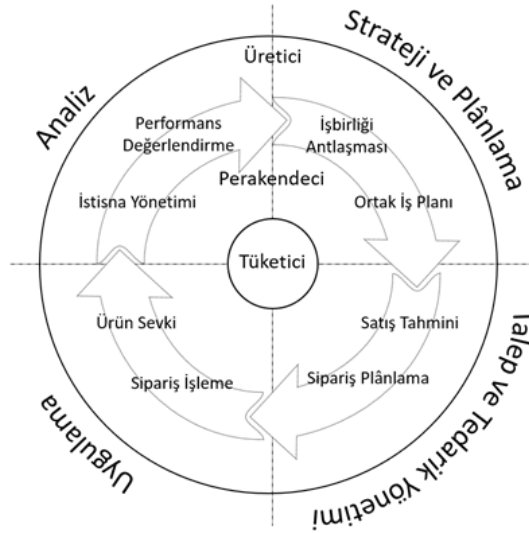 Üretici
Strateji ve Plânlama
Analiz
Performans
Değerlendirme
İşbirliği
Antlaşması
Perakendeci
İstisna Yönetimi
Ortak İş Planı
Tüketici
Ürün Sevki
Satış Tahmini
Sipariş İşleme
Sipariş Plânlama
Uygulama
Talep ve Tedarik Yönetimi